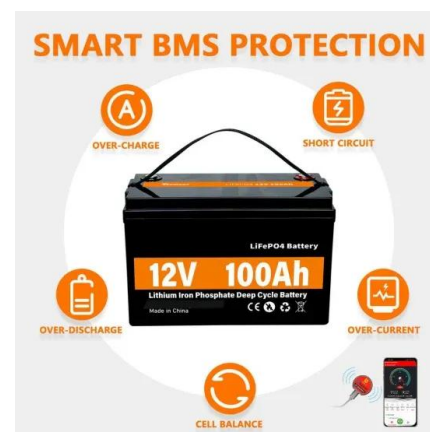 SMART BMS PROTECTION
OVER-CHARGE
SHORT CIRCUIT
LiFePO4 Battery
12V 100Ah
Lithium Iron Phosphate Deep Cycle Battery
Made in China
CE
OVER-DISCHARGE
OVER-CURRENT
CELL BALANCE